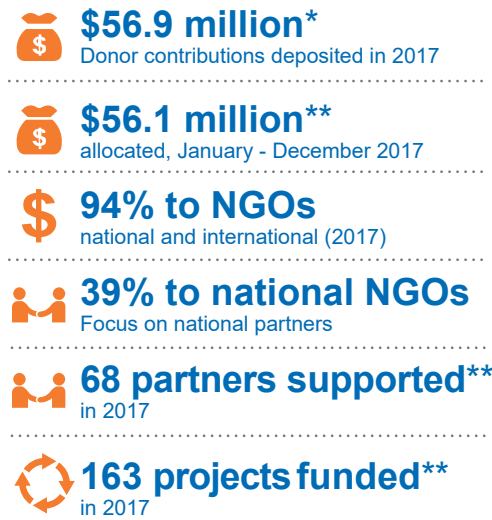 $56.9 million*
Donor contributions deposited in 2017
$56.1 million**
allocated, January - December 2017
94% to NGOs
national and international (2017)
39% to national NGOs
Focus on national partners
68 partners supported**
in 2017
163 projects funded**
in 2017